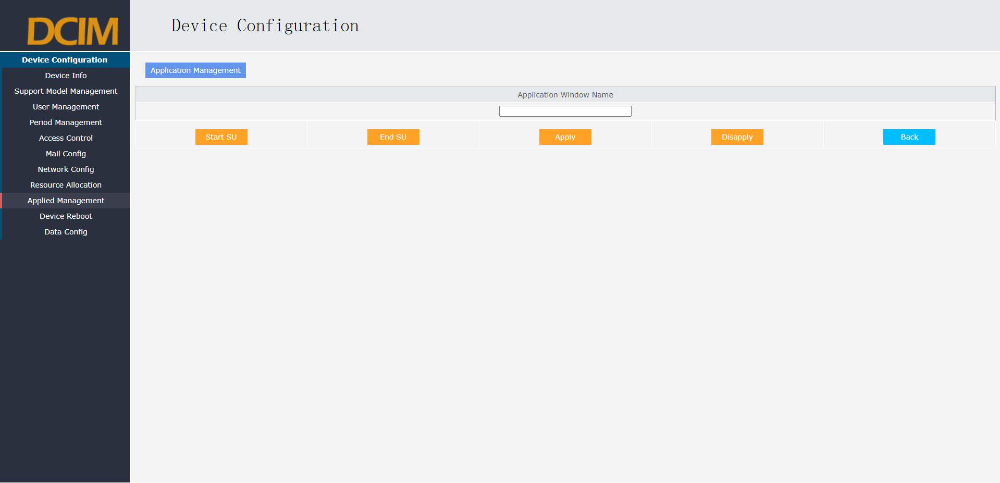 DCIM
Device Configuration
Device Configuration
Device Info
Support Model Management
User Management
Period Management
Access Control
Mail Config
Network Config
Resource Allocation
Applied Management
Device Reboot
Data Config
Application Management
Application Window Name
Start SU
End SU
Apply
Disapply
Back